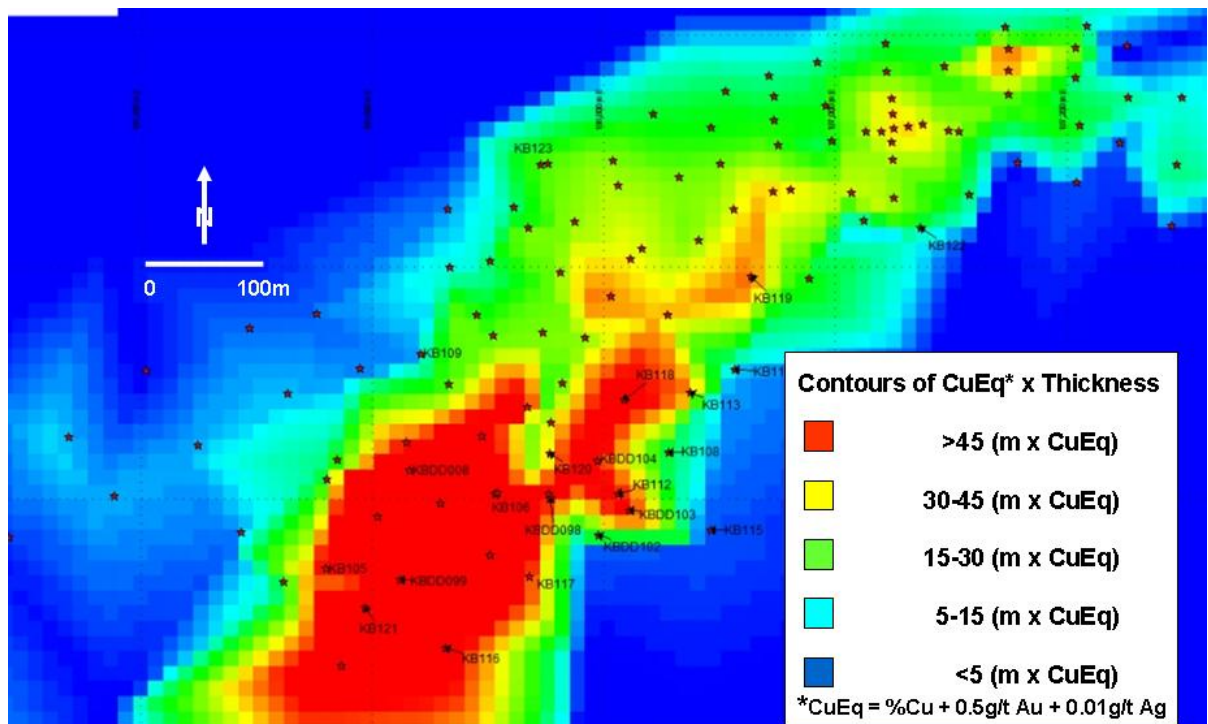 KB123
N
0 100m
KB122
KB119
KB109
KB118
KB11
KB113
KB108
KB120
KBDD104
KBDD008
KB112
KB106
KBDD103
KBDD098
KB115
KBDD102
KB105
KBDD099
KB117
KB121
KB116
Contours of CuEq* x Thickness
>45 (m x CuEq)
30-45 (m x CuEq)
15-30 (m x CuEq)
5-15 (m x CuEq)
<5 (m x CuEq)
*CuEq = %Cu + 0.5g/t Au + 0.01g/t Ag